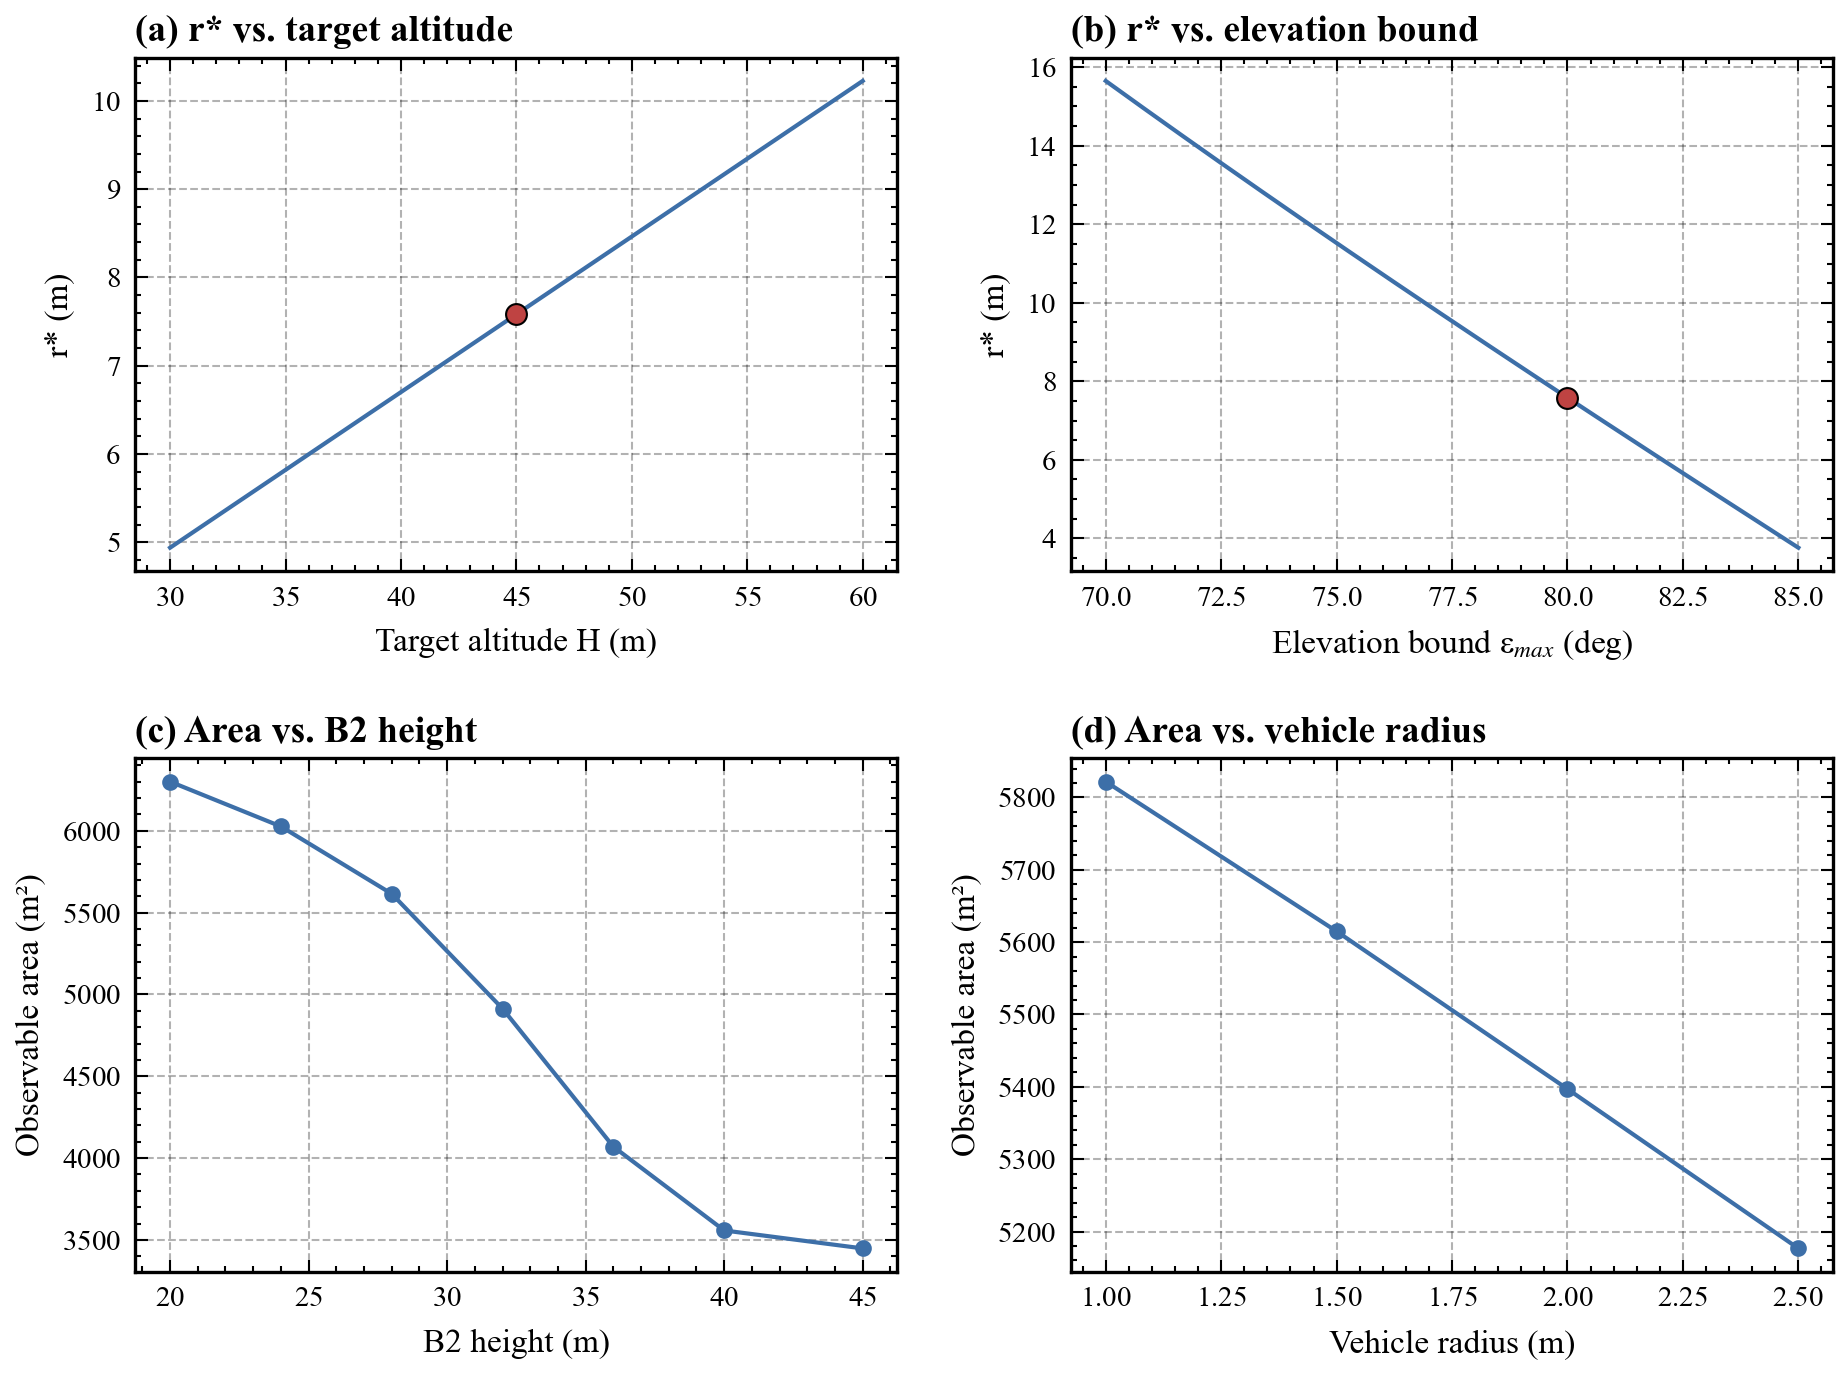 (a) r* vs. target altitude
r* (m)
10
9
8
7
6
5
30 35 40 45 50 55 60
Target altitude H (m)
(b) r* vs. elevation bound
r* (m)
16
14
12
10
8
6
4
70.0 72.5 75.0 77.5 80.0 82.5 85.0
Elevation bound εmax (deg)
(c) Area vs. B2 height
Observable area (m²)
6000
5500
5000
4500
4000
3500
20 25 30 35 40 45
B2 height (m)
(d) Area vs. vehicle radius
Observable area (m²)
5800
5700
5600
5500
5400
5300
5200
1.00 1.25 1.50 1.75 2.00 2.25 2.50
Vehicle radius (m)